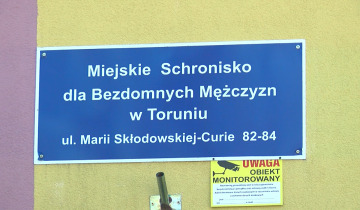 Miejskie Schronisko
dla Bezdomnych Mężczyzn
w Toruniu
ul. Marii Skłodowskiej-Curie 82-84
UWAGA
OBIEKT
MONITOROWANY